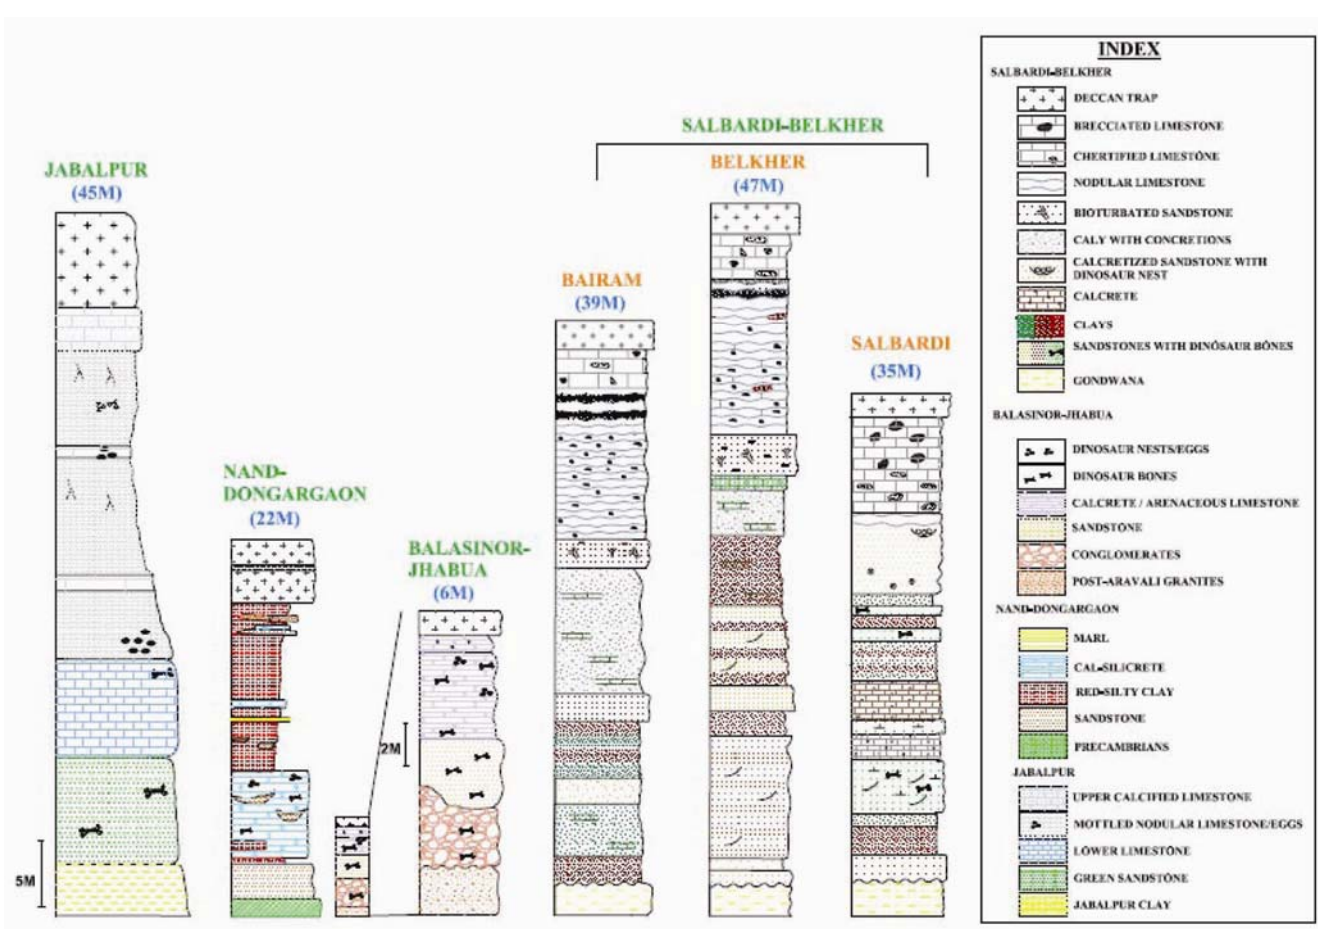 JABALPUR
(45M)
NAND-
DONGARGAON
(22M)
BALASINOR-
JHABUA
(6M)
SALBARDI-BELKHER
BAIRAM
(39M)
BELKHER
(47M)
SALBARDI
(35M)
2M
5M
INDEX
SALBARDI-BELKHER
DECCAN TRAP
BRECCIATED LIMESTONE
CHERTIFIED LIMESTONE
NODULAR LIMESTONE
BIOTURBATED SANDSTONE
CALY WITH CONCRETIONS
CALCRETIZED SANDSTONE WITH
DINOSAUR NEST
CALCRETE
CLAYS
SANDSTONES WITH DINOSAUR BONES
GONDWANA
BALASINOR-JHABUA
DINOSAUR NESTS/EGGS
DINOSAUR BONES
CALCRETE / ARENACEOUS LIMESTONE
SANDSTONE
CONGLOMERATES
POST-ARAVALI GRANITES
NAND-DONGARGAON
MARL
CAL-SILICRETE
RED-SILTY CLAY
SANDSTONE
PRECAMBRIANS
JABALPUR
UPPER CALCIFIED LIMESTONE
MOTTLED NODULAR LIMESTONE/EGGS
LOWER LIMESTONE
GREEN SANDSTONE
JABALPUR CLAY